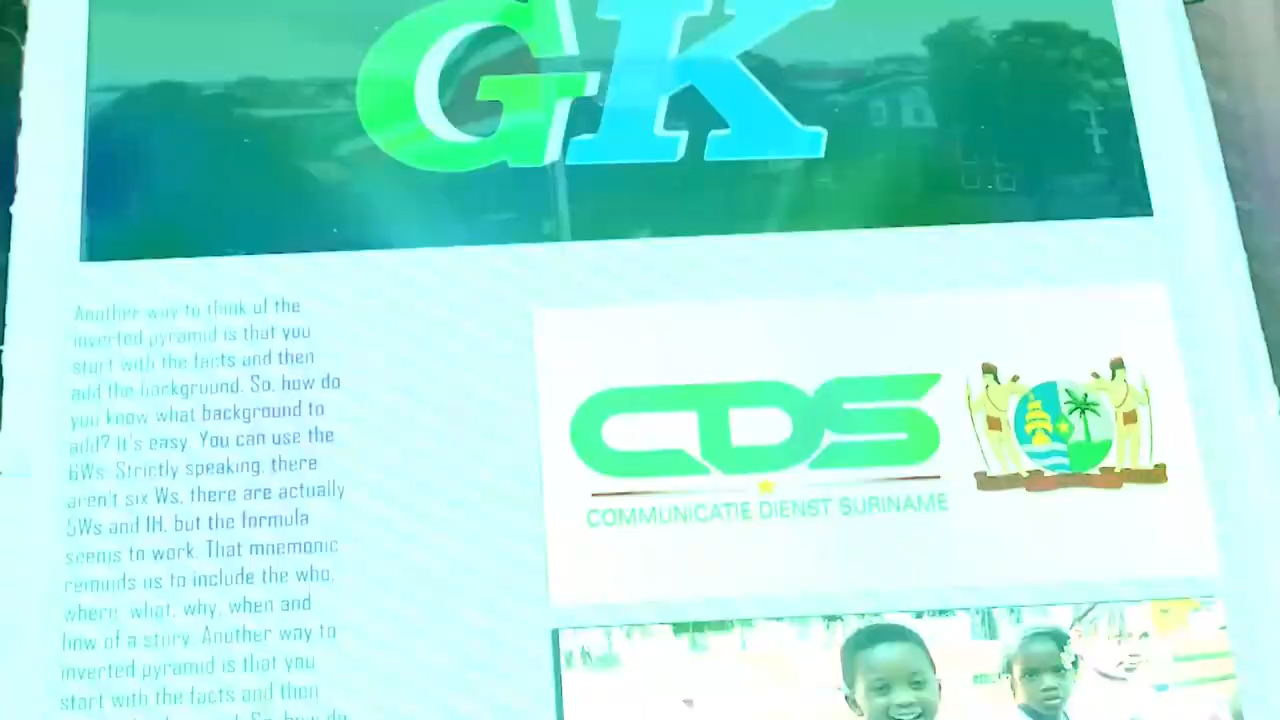 GK
Another way to think of the
inverted pyramid is that you
start with the facts and then
add the background. So, how do
you know what background to
add? It's easy. You can use the
6Ws. Strictly speaking, there
aren't six Ws, there are actually
5Ws and 1H, but the formula
seems to work. That mnemonic
reminds us to include the who,
where, what, why, when and
how of a story. Another way to
inverted pyramid is that you
start with the facts and then
So, how do
CDS
COMMUNICATIE DIENST SURINAME